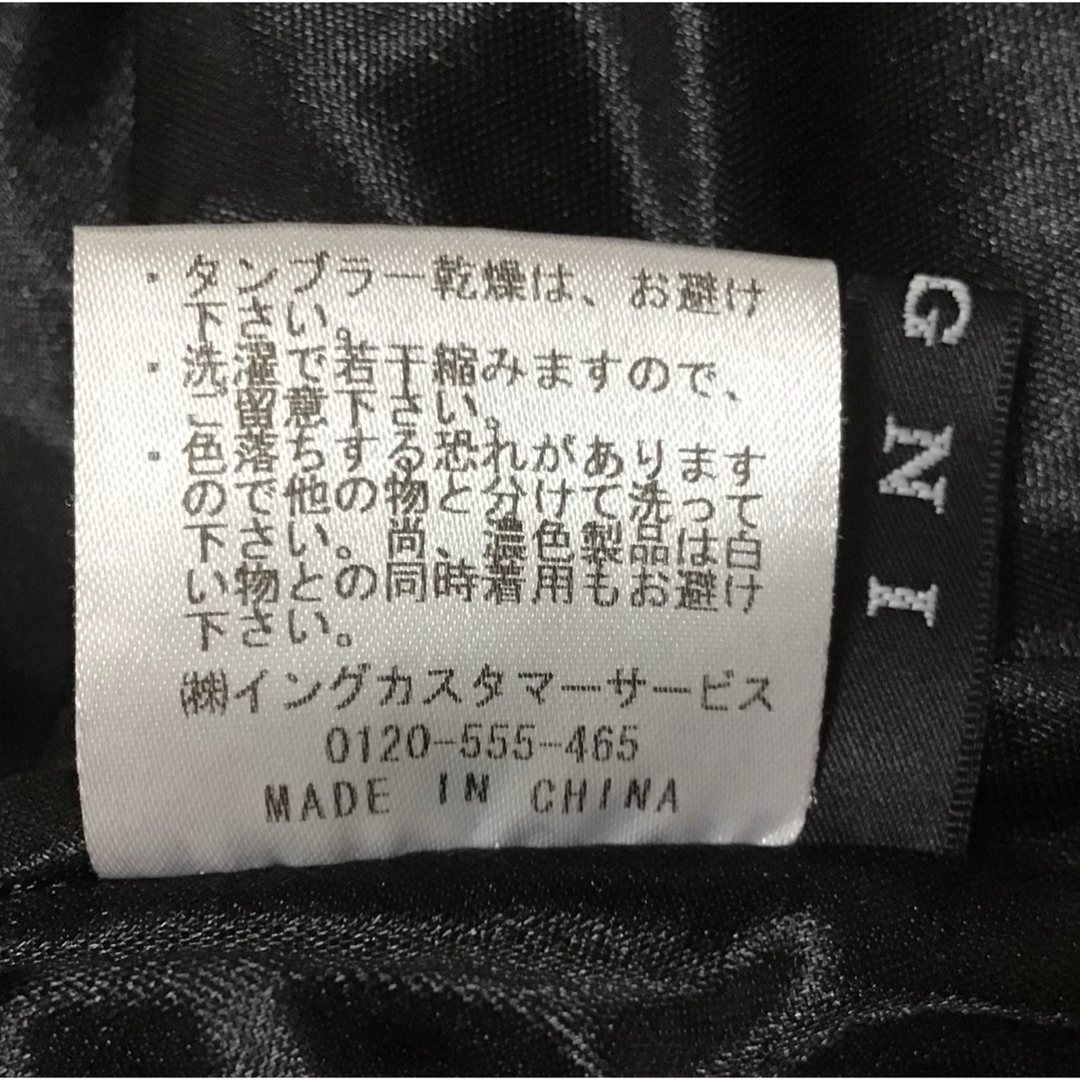 ・タンブラー乾燥は、お避け
下さい。
・洗濯で若干縮みますので、
ご留意下さい。
・色落ちする恐れがあります
ので他の物と、分けて洗って
下さい。尚、濃色製品は白
い物との同時着用もお避け
下さい。
㈱イングカスタマーサービス
0120-555-465
MADE IN CHINA
GNI